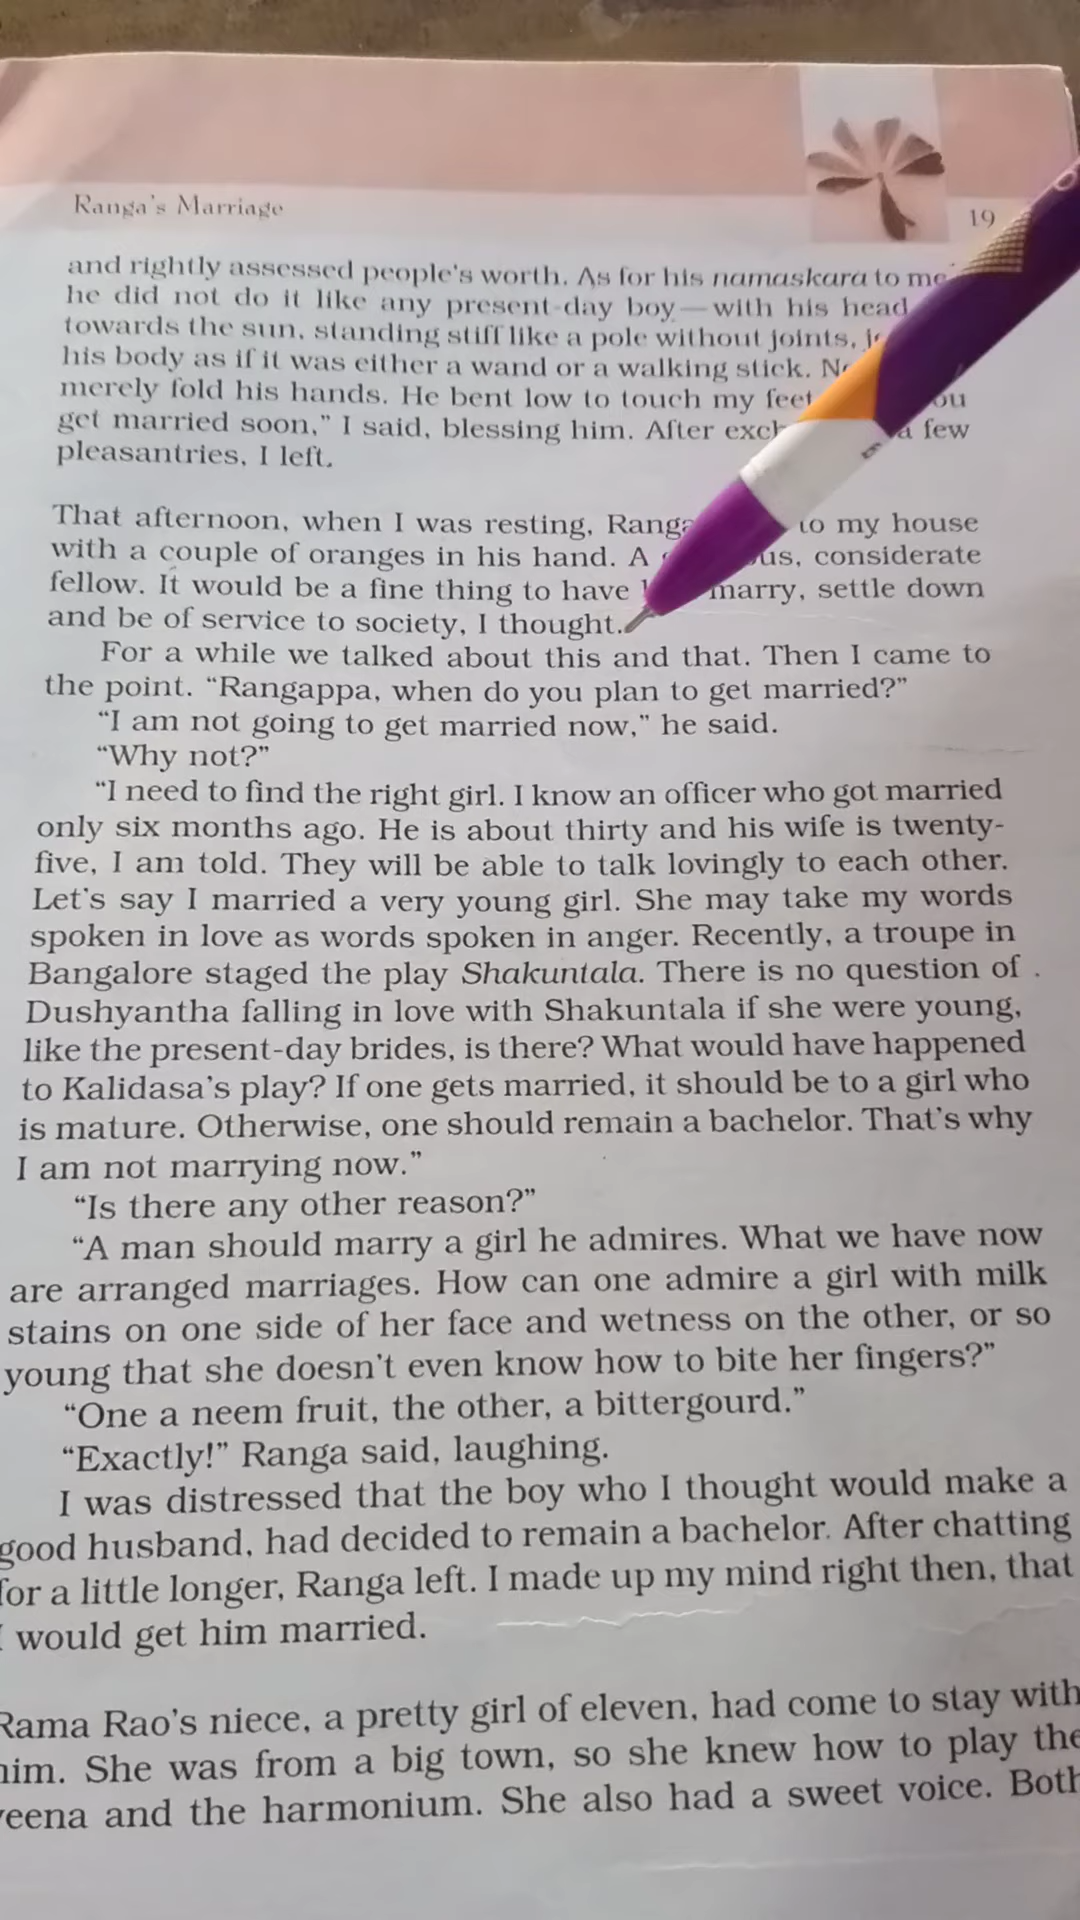 Ranga's Marriage
19
and rightly assessed people's worth. As for his namaskara to me
he did not do it like any present-day boy—with his head
towards the sun, standing stiff like a pole without joints,
his body as if it was either a wand or a walking stick.
merely fold his hands. He bent low to touch my feet
get married soon,” I said, blessing him. After a few
pleasantries, I left.
That afternoon, when I was resting, to my house
with a couple of oranges in his hand. A considerate
fellow. It would be a fine thing to have marry, settle down
and be of service to society, I thought.
For a while we talked about this and that. Then I came to
the point. “Rangappa, when do you plan to get married?”
“I am not going to get married now,” he said.
“Why not?”
“I need to find the right girl. I know an officer who got married
only six months ago. He is about thirty and his wife is twenty-
five, I am told. They will be able to talk lovingly to each other.
Let's say I married a very young girl. She may take my words
spoken in love as words spoken in anger. Recently, a troupe in
Bangalore staged the play Shakuntala. There is no question of
Dushyantha falling in love with Shakuntala if she were young,
like the present-day brides, is there? What would have happened
to Kalidasa's play? If one gets married, it should be to a girl who
is mature. Otherwise, one should remain a bachelor. That's why
I am not marrying now.”
“Is there any other reason?”
“A man should marry a girl he admires. What we have now
are arranged marriages. How can one admire a girl with milk
stains on one side of her face and wetness on the other, or so
young that she doesn't even know how to bite her fingers?”
“One a neem fruit, the other, a bittergourd.”
“Exactly!” Ranga said, laughing.
I was distressed that the boy who I thought would make a
good husband, had decided to remain a bachelor. After chatting
for a little longer, Ranga left. I made up my mind right then, that
I would get him married.
Rama Rao's niece, a pretty girl of eleven, had come to stay with
him. She was from a big town, so she knew how to play the
veena and the harmonium. She also had a sweet voice. Both